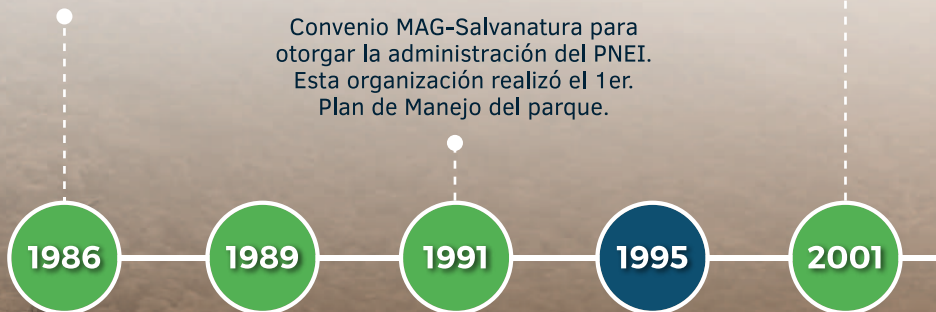 Convenio MAG-Salvanatura para
otorgar la administración del PNEI.
Esta organización realizó el 1er.
Plan de Manejo del parque.
1986
1989
1991
1995
2001